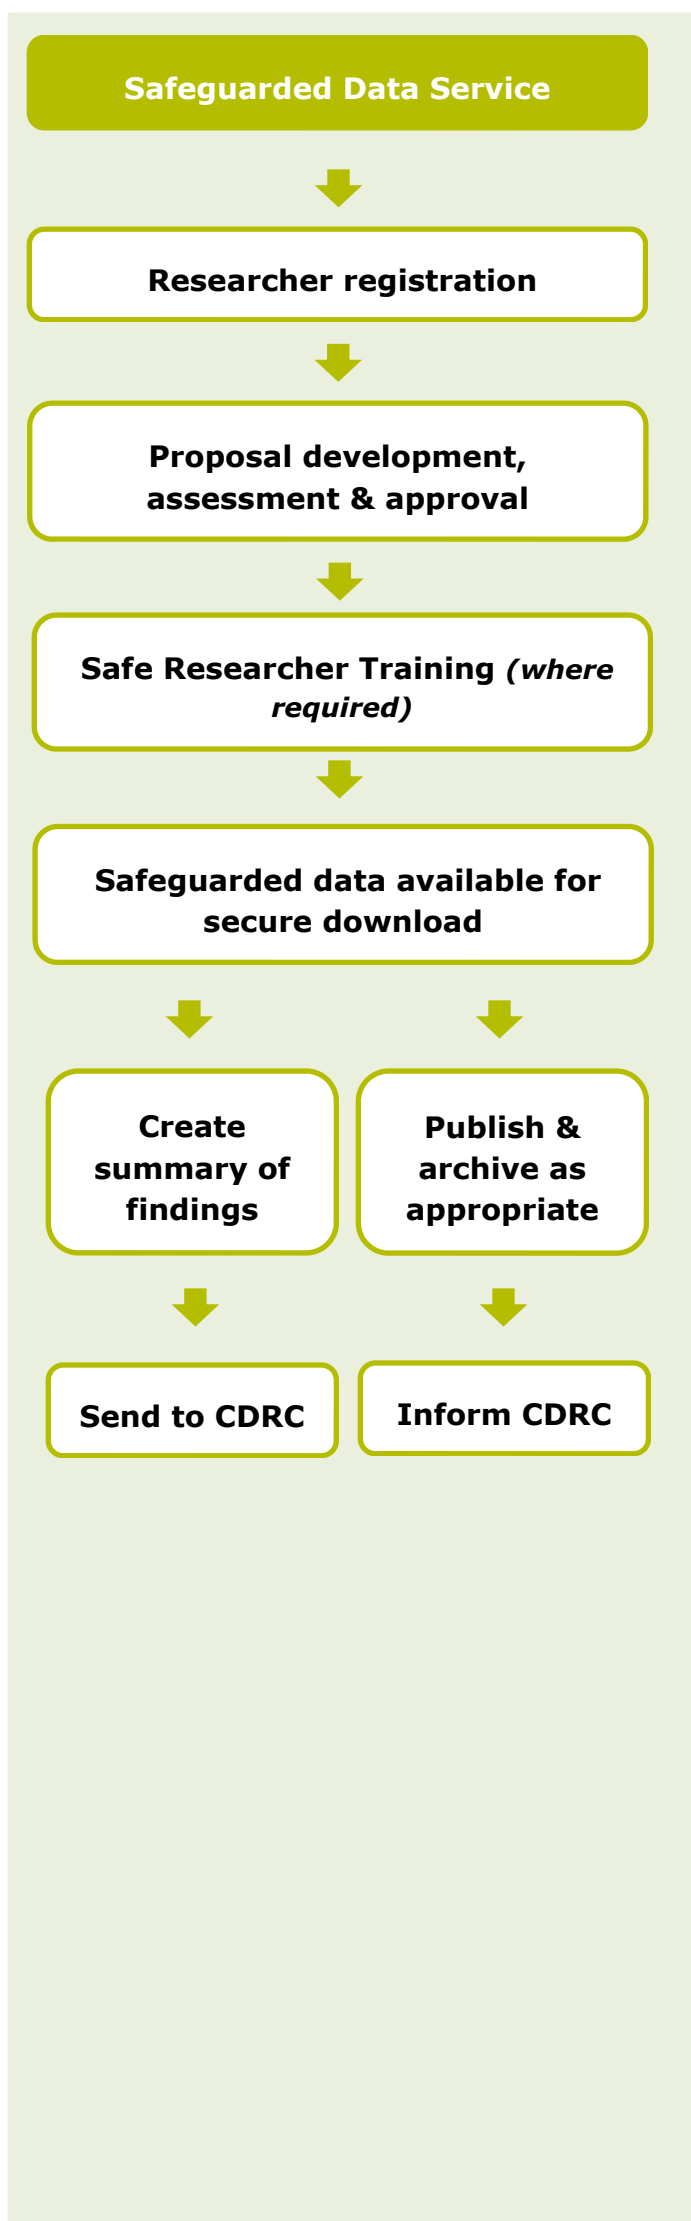 Safeguarded Data Service
Researcher registration
Proposal development,
assessment & approval
Safe Researcher Training (where
required)
Safeguarded data available for
secure download
Create
summary of
findings
Publish &
archive as
appropriate
Send to CDRC
Inform CDRC